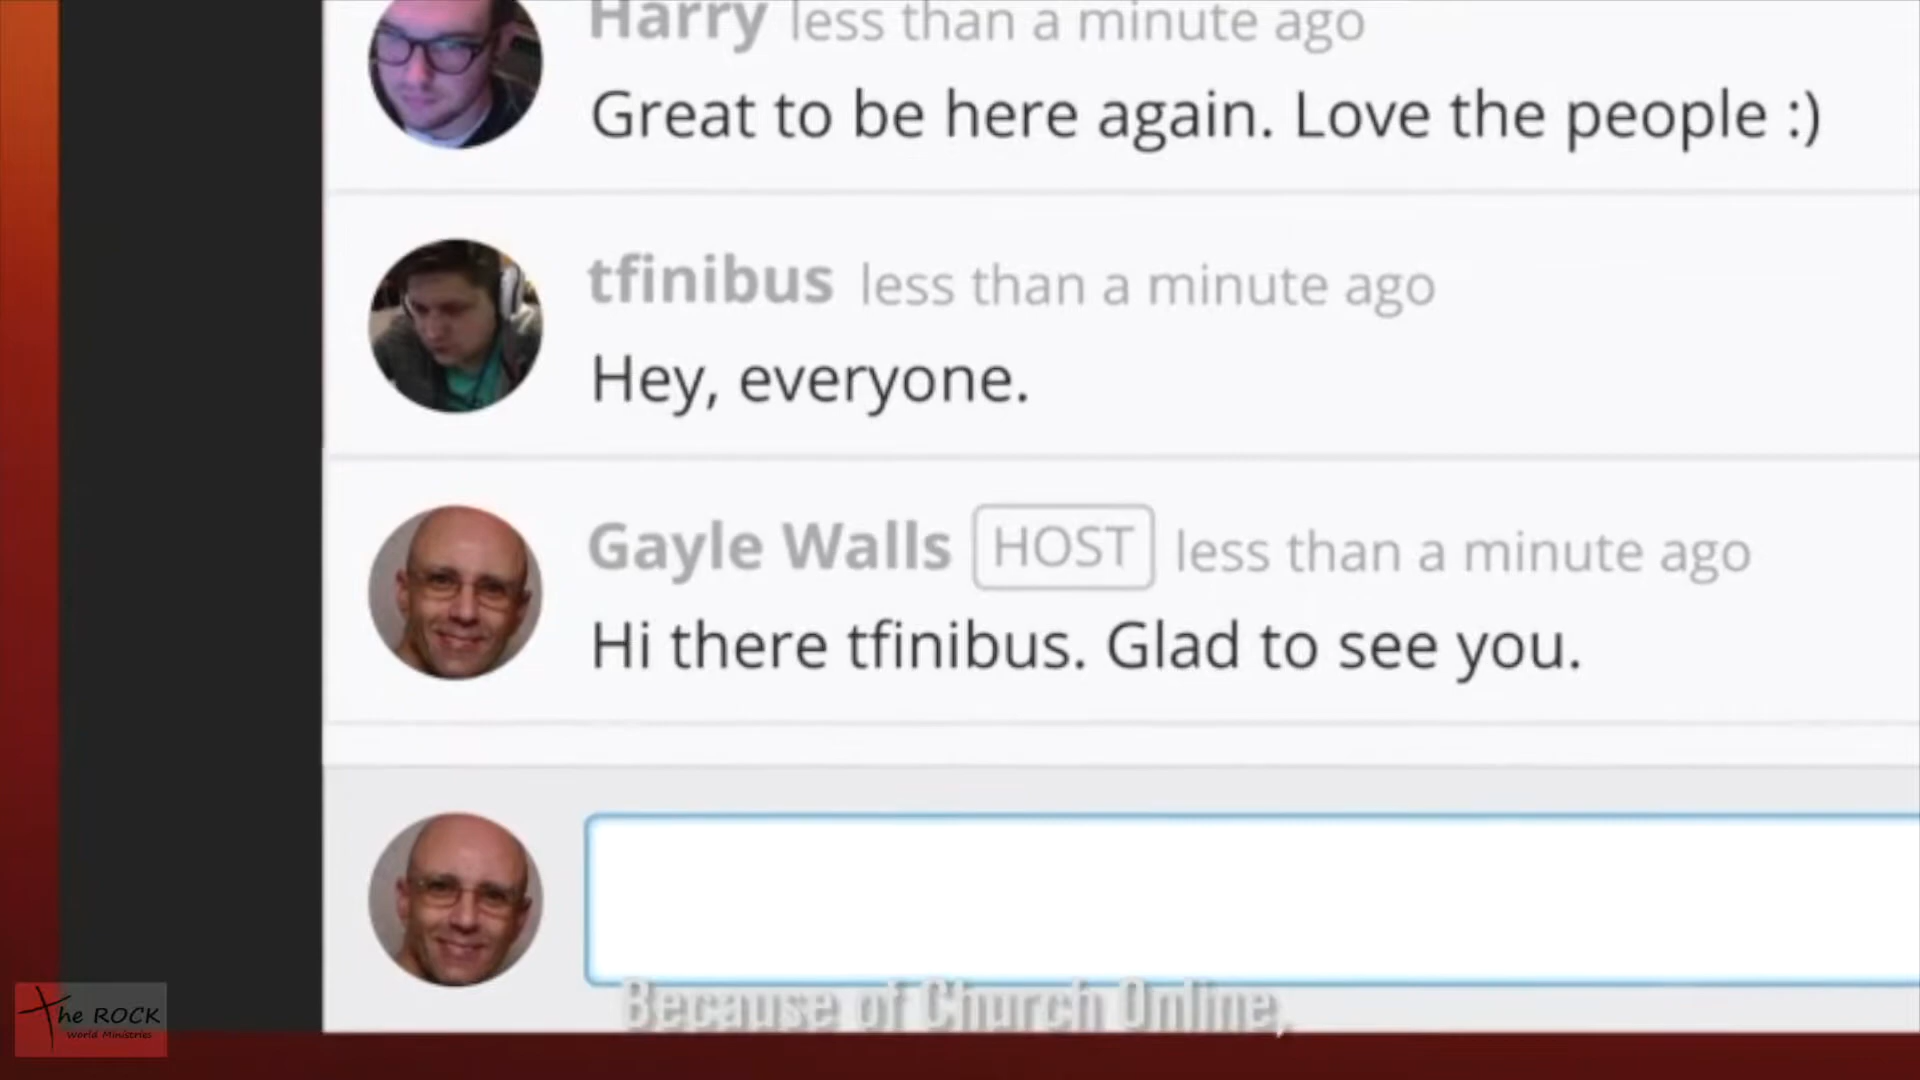 Harry less than a minute ago
Great to be here again. Love the people :)
tfinibus less than a minute ago
Hey, everyone.
Gayle Walls HOST less than a minute ago
Hi there tfinibus. Glad to see you.
Because of Church Online,
The ROCK
World Ministries